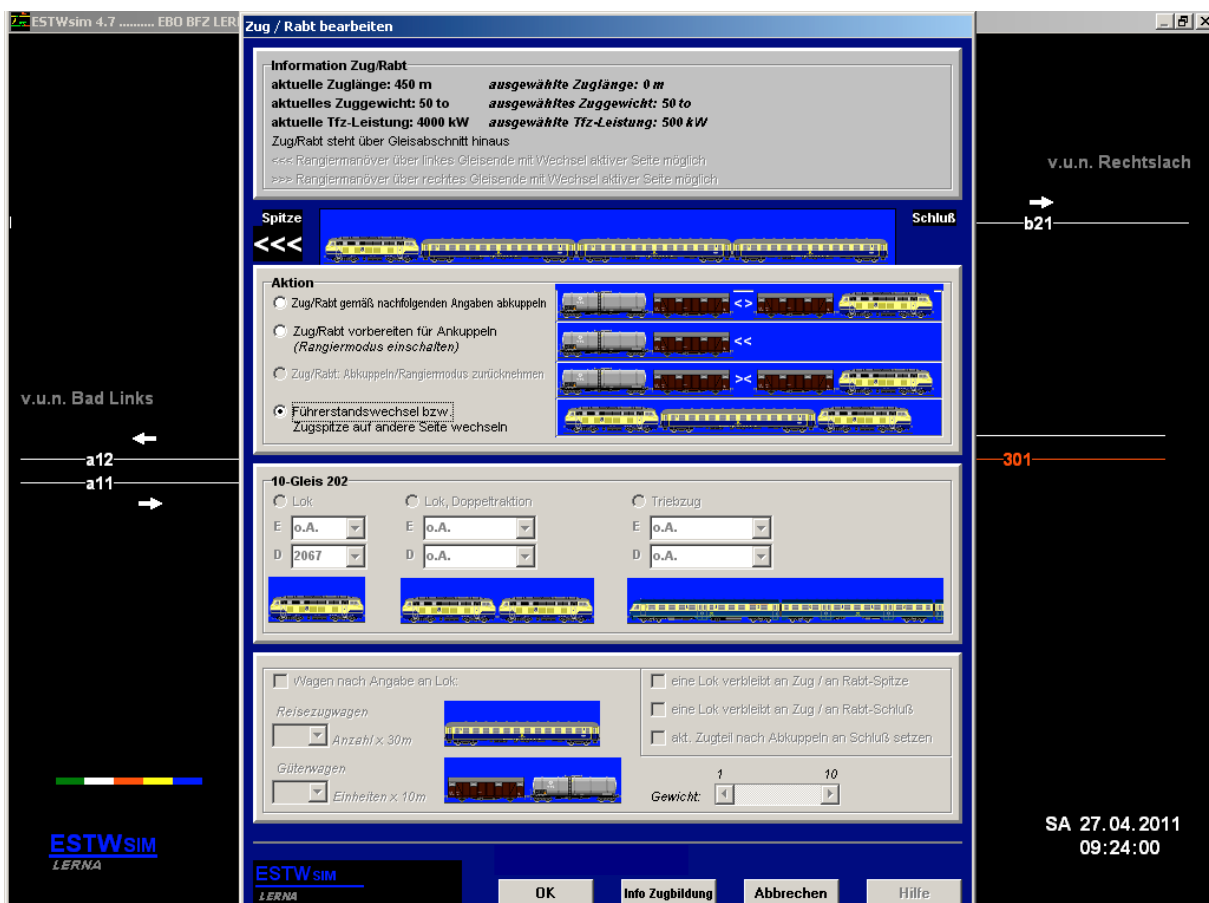 ESTWsim 4.7 .......... EBO BFZ LER
Zug / Rabt bearbeiten
Information Zug/Rabt
aktuelle Zuglänge: 450 m ausgewählte Zuglänge: 0 m
aktuelles Zuggewicht: 50 to ausgewähltes Zuggewicht: 50 to
aktuelle Tfz-Leistung: 4000 kW ausgewählte Tfz-Leistung: 500 kW
Zug/Rabt steht über Gleisabschnitt hinaus
<<< Rangiermanöver über linkes Gleisende mit Wechsel aktiver Seite möglich
>>> Rangiermanöver über rechtes Gleisende mit Wechsel aktiver Seite möglich
v.u.n. Rechtslach
b21
Spitze
<<<
Schluß
Aktion
Zug/Rabt gemäß nachfolgenden Angaben abkuppeln
< >
Zug/Rabt vorbereiten für Ankuppeln
(Rangiermodus einschalten)
<<
Zug/Rabt: Abkuppeln/Rangiermodus zurücknehmen
><
Führerstandswechsel bzw.
Zugspitze auf andere Seite wechseln
v.u.n. Bad Links
a12
a11
301
10-Gleis 202
Lok Lok, Doppeltraktion Triebzug
E o.A. E o.A. E o.A.
D 2067 D o.A. D o.A.
Wagen nach Angabe an Lok:
Reisezugwagen
Anzahl x 30m
Güterwagen
Einheiten x 10m
eine Lok verbleibt an Zug / an Rabt-Spitze
eine Lok verbleibt an Zug / an Rabt-Schluß
akt. Zugteil nach Abkuppeln an Schluß setzen
1 10
Gewicht:
ESTWSIM
LERNA
SA 27.04.2011
09:24:00
ESTWSIM
LERNA
OK Info Zugbildung Abbrechen Hilfe